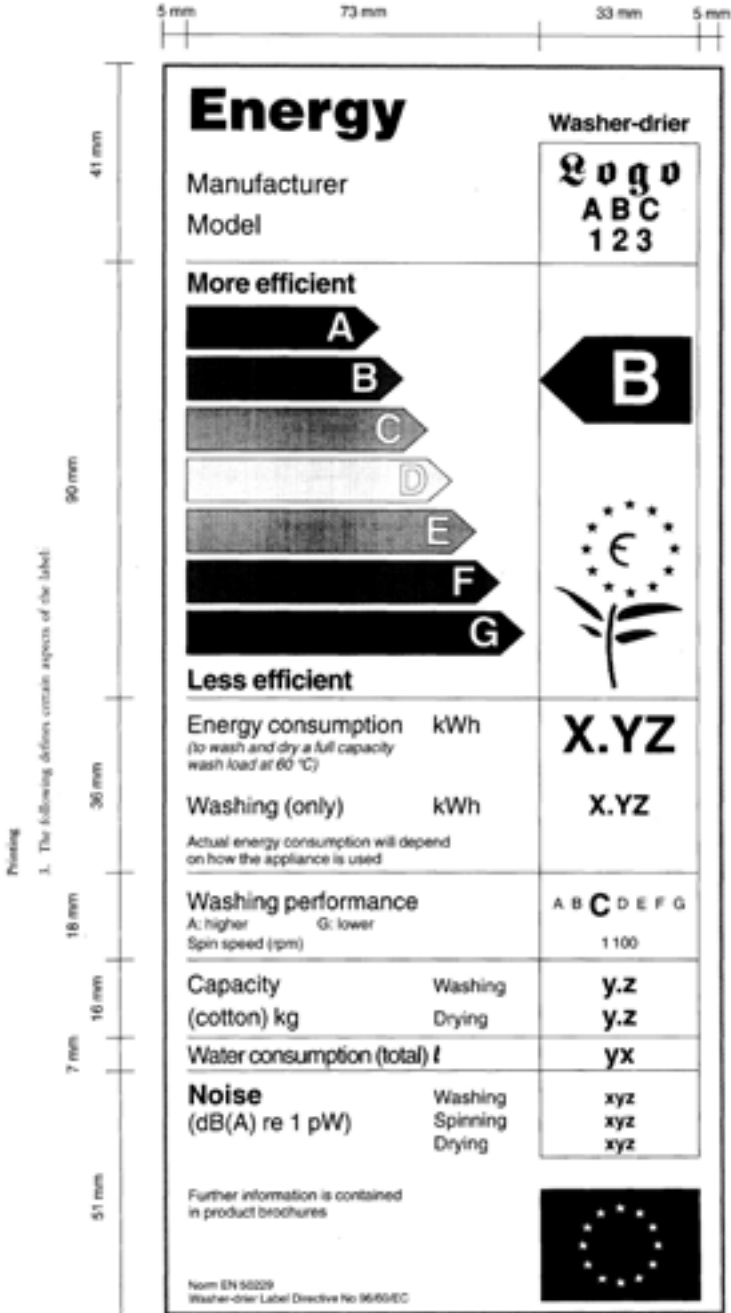 5 mm 73 mm 33 mm 5 mm
Energy
Washer-drier
Manufacturer
Model
Logo
A B C
1 2 3
41 mm
More efficient
A
B
C
D
E
F
G
B
Less efficient
90 mm
Energy consumption kWh X.YZ
(to wash and dry a full capacity
wash load at 60 °C)
Washing (only) kWh X.YZ
Actual energy consumption will depend
on how the appliance is used
36 mm
Washing performance A B C D E F G
A: higher G: lower
Spin speed (rpm) 1100
18 mm
Capacity Washing y.z
(cotton) kg Drying y.z
16 mm
Water consumption (total) ℓ yx
7 mm
Noise Washing xyz
(dB(A) re 1 pW) Spinning xyz
Drying xyz
Further information is contained
in product brochures
51 mm
Norm EN 50229
Washer-drier Label Directive No 96/60/EC
Printing
3. The following defines certain aspects of the label: